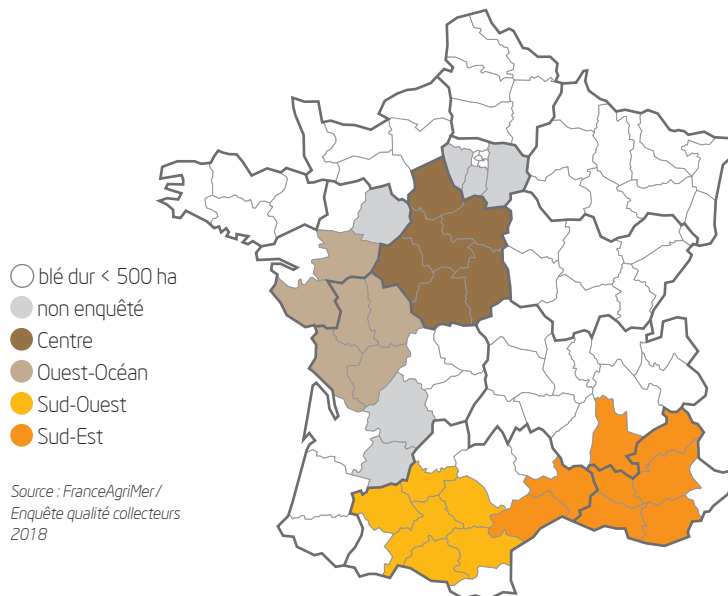 blé dur < 500 ha
non enquêté
Centre
Ouest-Océan
Sud-Ouest
Sud-Est
Source : FranceAgriMer /
Enquête qualité collecteurs
2018